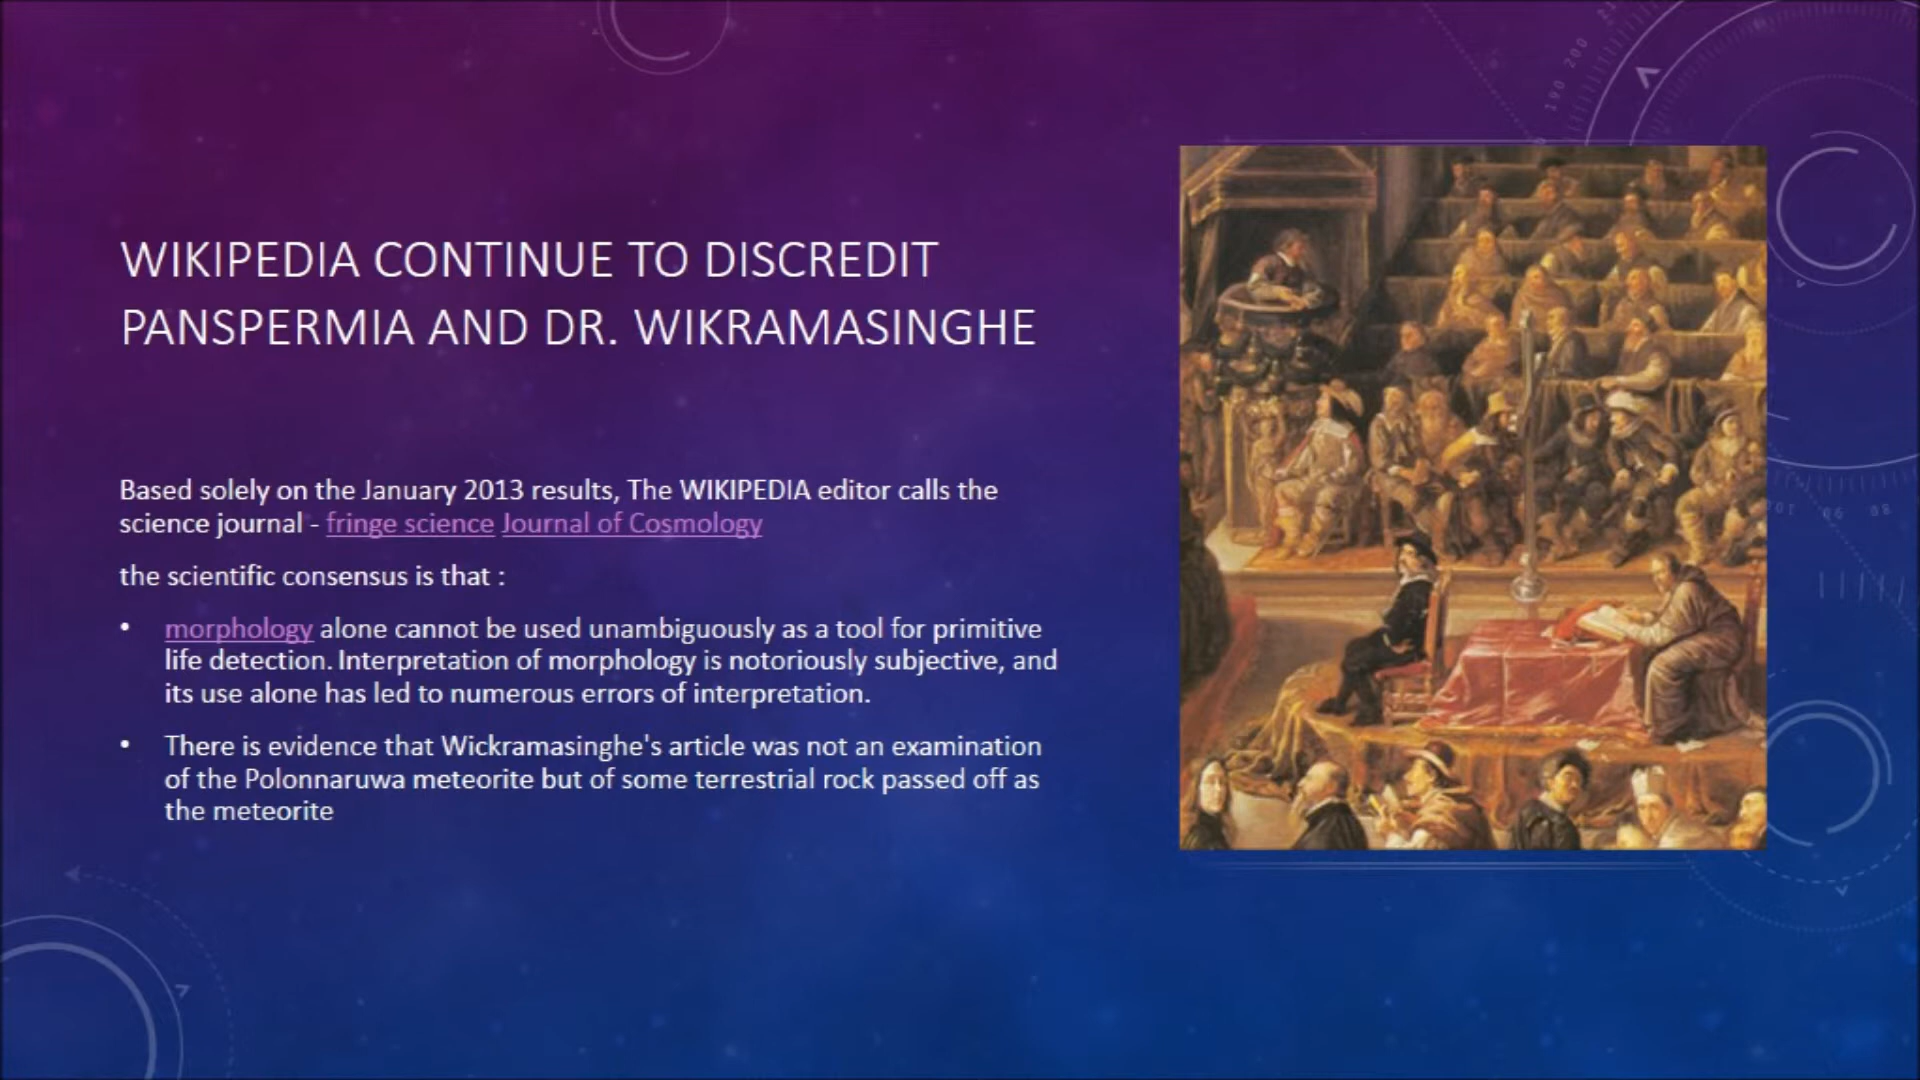 WIKIPEDIA CONTINUE TO DISCREDIT
PANSPERMIA AND DR. WIKRAMASINGHE
Based solely on the January 2013 results, The WIKIPEDIA editor calls the
science journal - fringe science Journal of Cosmology
the scientific consensus is that :
• morphology alone cannot be used unambiguously as a tool for primitive
life detection. Interpretation of morphology is notoriously subjective, and
its use alone has led to numerous errors of interpretation.
• There is evidence that Wickramasinghe's article was not an examination
of the Polonnaruwa meteorite but of some terrestrial rock passed off as
the meteorite
190 200
80 90